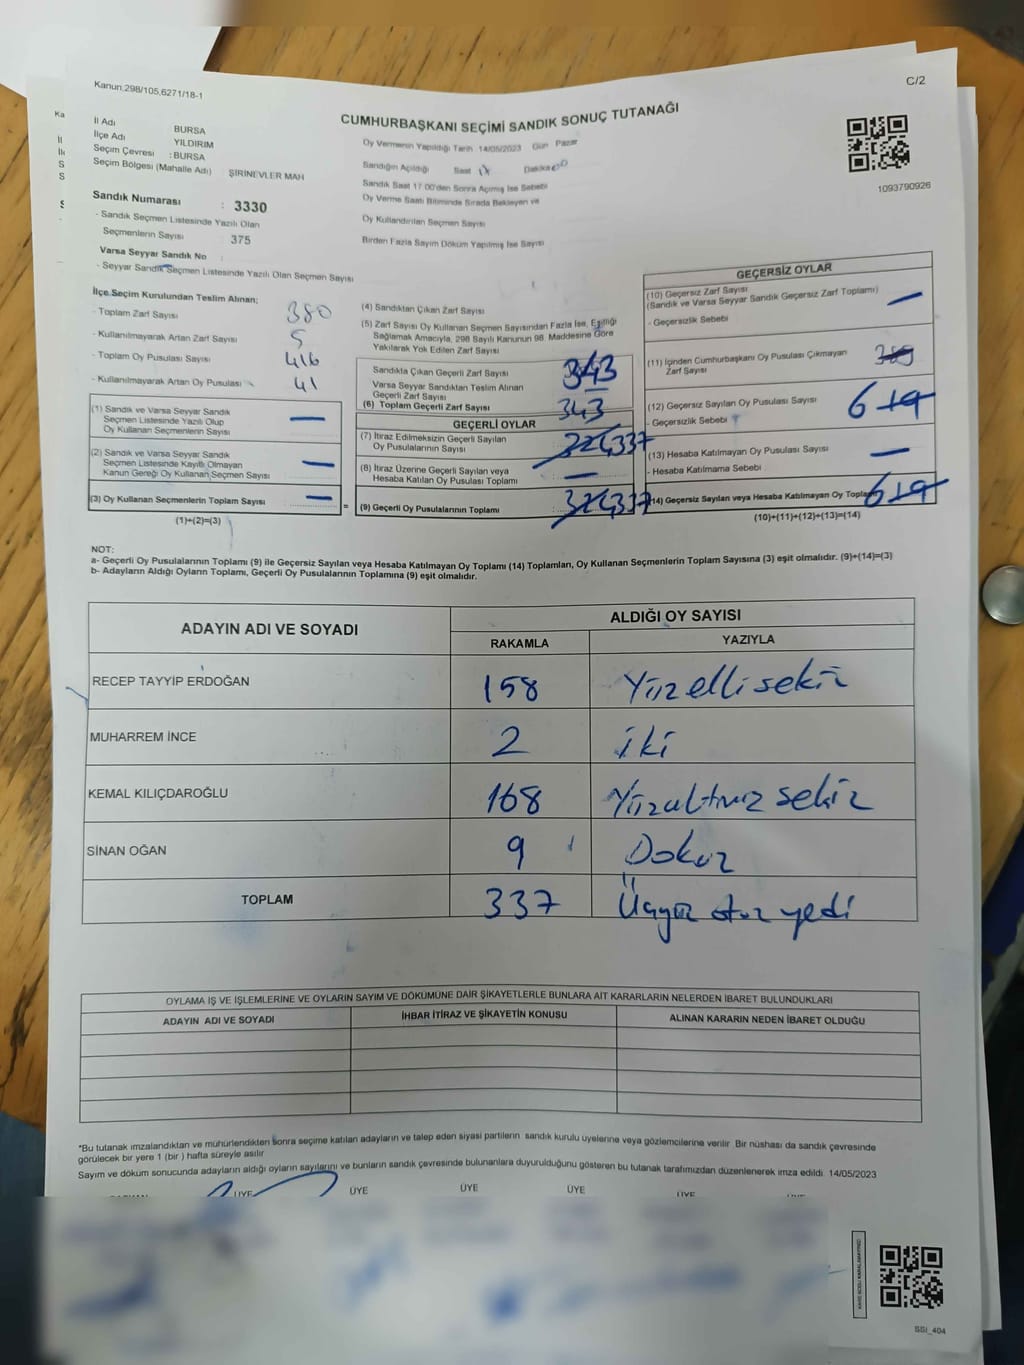 Kanun,298/105,6271/18-1
C/2
CUMHURBAŞKANI SEÇİMİ SANDIK SONUÇ TUTANAĞI
İl Adı BURSA
İlçe Adı YILDIRIM
Seçim Çevresi : BURSA
Seçim Bölgesi (Mahalle Adı) ŞİRİNEVLER MAH
Oy Vermenin Yapıldığı Tarih 14/05/2023 Gün Pazar
Sandığın Açıldığı Saat Dakika 00
Sandık Saat 17 00'den Sonra Açılmış İse Sebebi
Oy Verme Saati Bitiminde Sırada Bekleyen ve
Oy Kullandırılan Seçmen Sayısı
Birden Fazla Sayım Döküm Yapılmış İse Sayısı
1093790926
Sandık Numarası : 3330
- Sandık Seçmen Listesinde Yazılı Olan
Seçmenlerin Sayısı 375
Varsa Seyyar Sandık No
- Seyyar Sandık Seçmen Listesinde Yazılı Olan Seçmen Sayısı
İlçe Seçim Kurulundan Teslim Alınan;
- Toplam Zarf Sayısı 380
- Kullanılmayarak Artan Zarf Sayısı 5
- Toplam Oy Pusulası Sayısı 416
- Kullanılmayarak Artan Oy Pusulası 41
(1) Sandık ve Varsa Seyyar Sandık
Seçmen Listesinde Yazılı Olup
Oy Kullanan Seçmenlerin Sayısı —
(2) Sandık ve Varsa Seyyar Sandık
Seçmen Listesinde Kayıtlı Olmayan
Kanun Gereği Oy Kullanan Seçmen Sayısı —
(3) Oy Kullanan Seçmenlerin Toplam Sayısı — =
(1)+(2)=(3)
(4) Sandıktan Çıkan Zarf Sayısı
(5) Zarf Sayısı Oy Kullanan Seçmen Sayısından Fazla İse, Eşitliği
Sağlamak Amacıyla, 298 Sayılı Kanunun 98. Maddesine Göre
Yakılarak Yok Edilen Zarf Sayısı
Sandıkta Çıkan Geçerli Zarf Sayısı 343
Varsa Seyyar Sandıktan Teslim Alınan
Geçerli Zarf Sayısı
(6) Toplam Geçerli Zarf Sayısı 343
GEÇERLİ OYLAR
(7) İtiraz Edilmeksizin Geçerli Sayılan
Oy Pusulalarının Sayısı 337
(8) İtiraz Üzerine Geçerli Sayılan veya
Hesaba Katılan Oy Pusulası Toplamı —
(9) Geçerli Oy Pusulalarının Toplamı 337
GEÇERSİZ OYLAR
(10) Geçersiz Zarf Sayısı
(Sandık ve Varsa Seyyar Sandık Geçersiz Zarf Toplamı) —
- Geçersizlik Sebebi
(11) İçinden Cumhurbaşkanı Oy Pusulası Çıkmayan
Zarf Sayısı
(12) Geçersiz Sayılan Oy Pusulası Sayısı 6 19
- Geçersizlik Sebebi
(13) Hesaba Katılmayan Oy Pusulası Sayısı —
- Hesaba Katılmama Sebebi
(14) Geçersiz Sayılan veya Hesaba Katılmayan Oy Toplamı 6 19
(10)+(11)+(12)+(13)=(14)
NOT:
a- Geçerli Oy Pusulalarının Toplamı (9) ile Geçersiz Sayılan veya Hesaba Katılmayan Oy Toplamı (14) Toplamları, Oy Kullanan Seçmenlerin Toplam Sayısına (3) eşit olmalıdır. (9)+(14)=(3)
b- Adayların Aldığı Oyların Toplamı, Geçerli Oy Pusulalarının Toplamına (9) eşit olmalıdır.
ADAYIN ADI VE SOYADI ALDIĞI OY SAYISI
RAKAMLA YAZIYLA
RECEP TAYYİP ERDOĞAN 158 Yüzellisekiz
MUHARREM İNCE 2 iki
KEMAL KILIÇDAROĞLU 168 Yüzaltmız sekiz
SİNAN OĞAN 9 Dokuz
TOPLAM 337 Üçyüz otuz yedi
OYLAMA İŞ VE İŞLEMLERİNE VE OYLARIN SAYIM VE DÖKÜMÜNE DAİR ŞİKAYETLERLE BUNLARA AİT KARARLARIN NELERDEN İBARET BULUNDUKLARI
ADAYIN ADI VE SOYADI İHBAR İTİRAZ VE ŞİKAYETİN KONUSU ALINAN KARARIN NEDEN İBARET OLDUĞU
*Bu tutanak imzalandıktan ve mühürlendikten sonra seçime katılan adayların ve talep eden siyasi partilerin sandık kurulu üyelerine veya gözlemcilerine verilir. Bir nüshası da sandık çevresinde
görülecek bir yere 1 (bir) hafta süreyle asılır
Sayım ve döküm sonucunda adayların aldığı oyların sayılarını ve bunların sandık çevresinde bulunanlara duyurulduğunu gösteren bu tutanak tarafımızdan düzenlenerek imza edildi. 14/05/2023
ÜYE ÜYE ÜYE ÜYE ÜYE
SSI_404